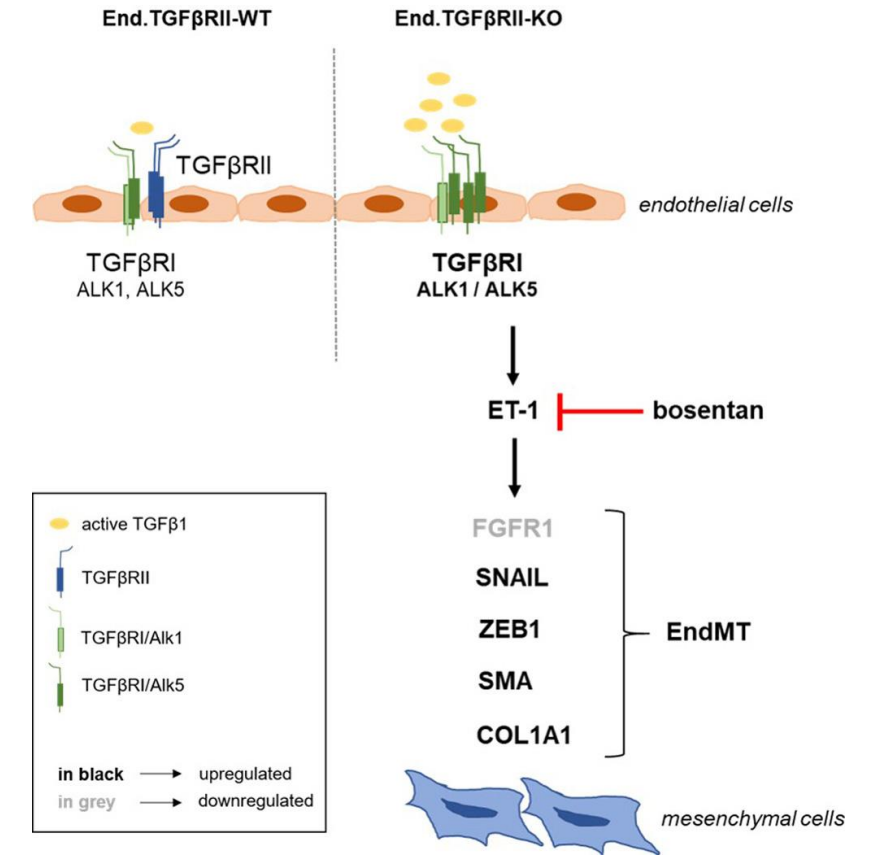 End.TGFβRII-WT
End.TGFβRII-KO
TGFβRII
endothelial cells
TGFβRI
ALK1, ALK5
TGFβRI
ALK1 / ALK5
ET-1
bosentan
FGFR1
SNAIL
ZEB1
SMA
COL1A1
EndMT
mesenchymal cells
active TGFβ1
TGFβRII
TGFβRI/Alk1
TGFβRI/Alk5
in black upregulated
in grey downregulated